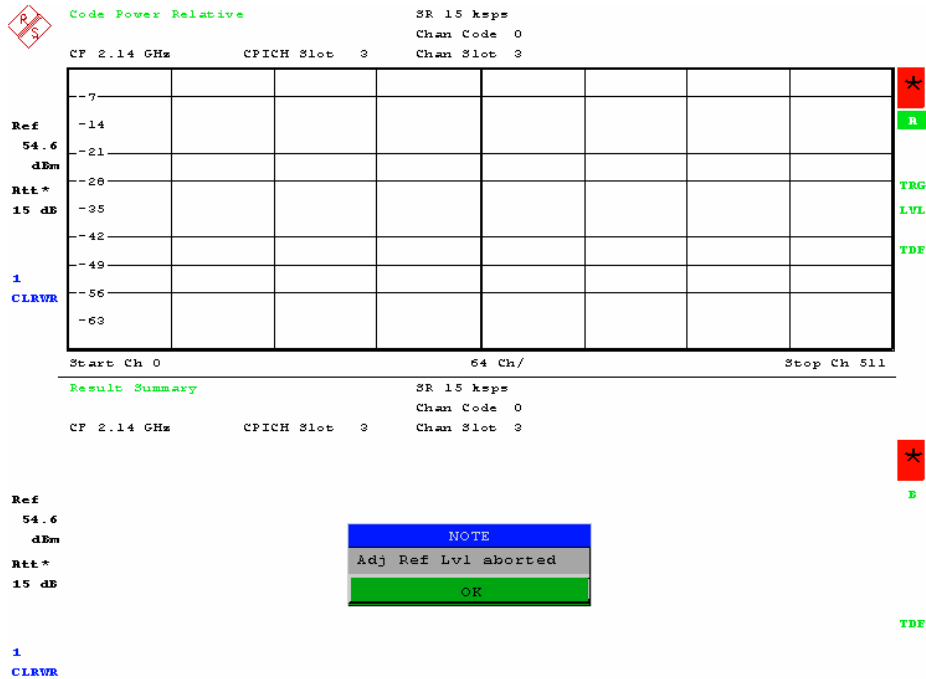 R S
Code Power Relative SR 15 ksps
Chan Code 0
CF 2.14 GHz CPICH Slot 3 Chan Slot 3
*
-7
A
Ref -14
54.6
dBm -21
Att* -28 TRG
15 dB -35 LVL
-42
TDF
-49
1
CLRWR -56
-63
Start Ch 0 64 Ch/ Stop Ch 511
Result Summary SR 15 ksps
Chan Code 0
CF 2.14 GHz CPICH Slot 3 Chan Slot 3
*
Ref B
54.6
dBm NOTE
Att* Adj Ref Lvl aborted
15 dB OK
TDF
1
CLRWR